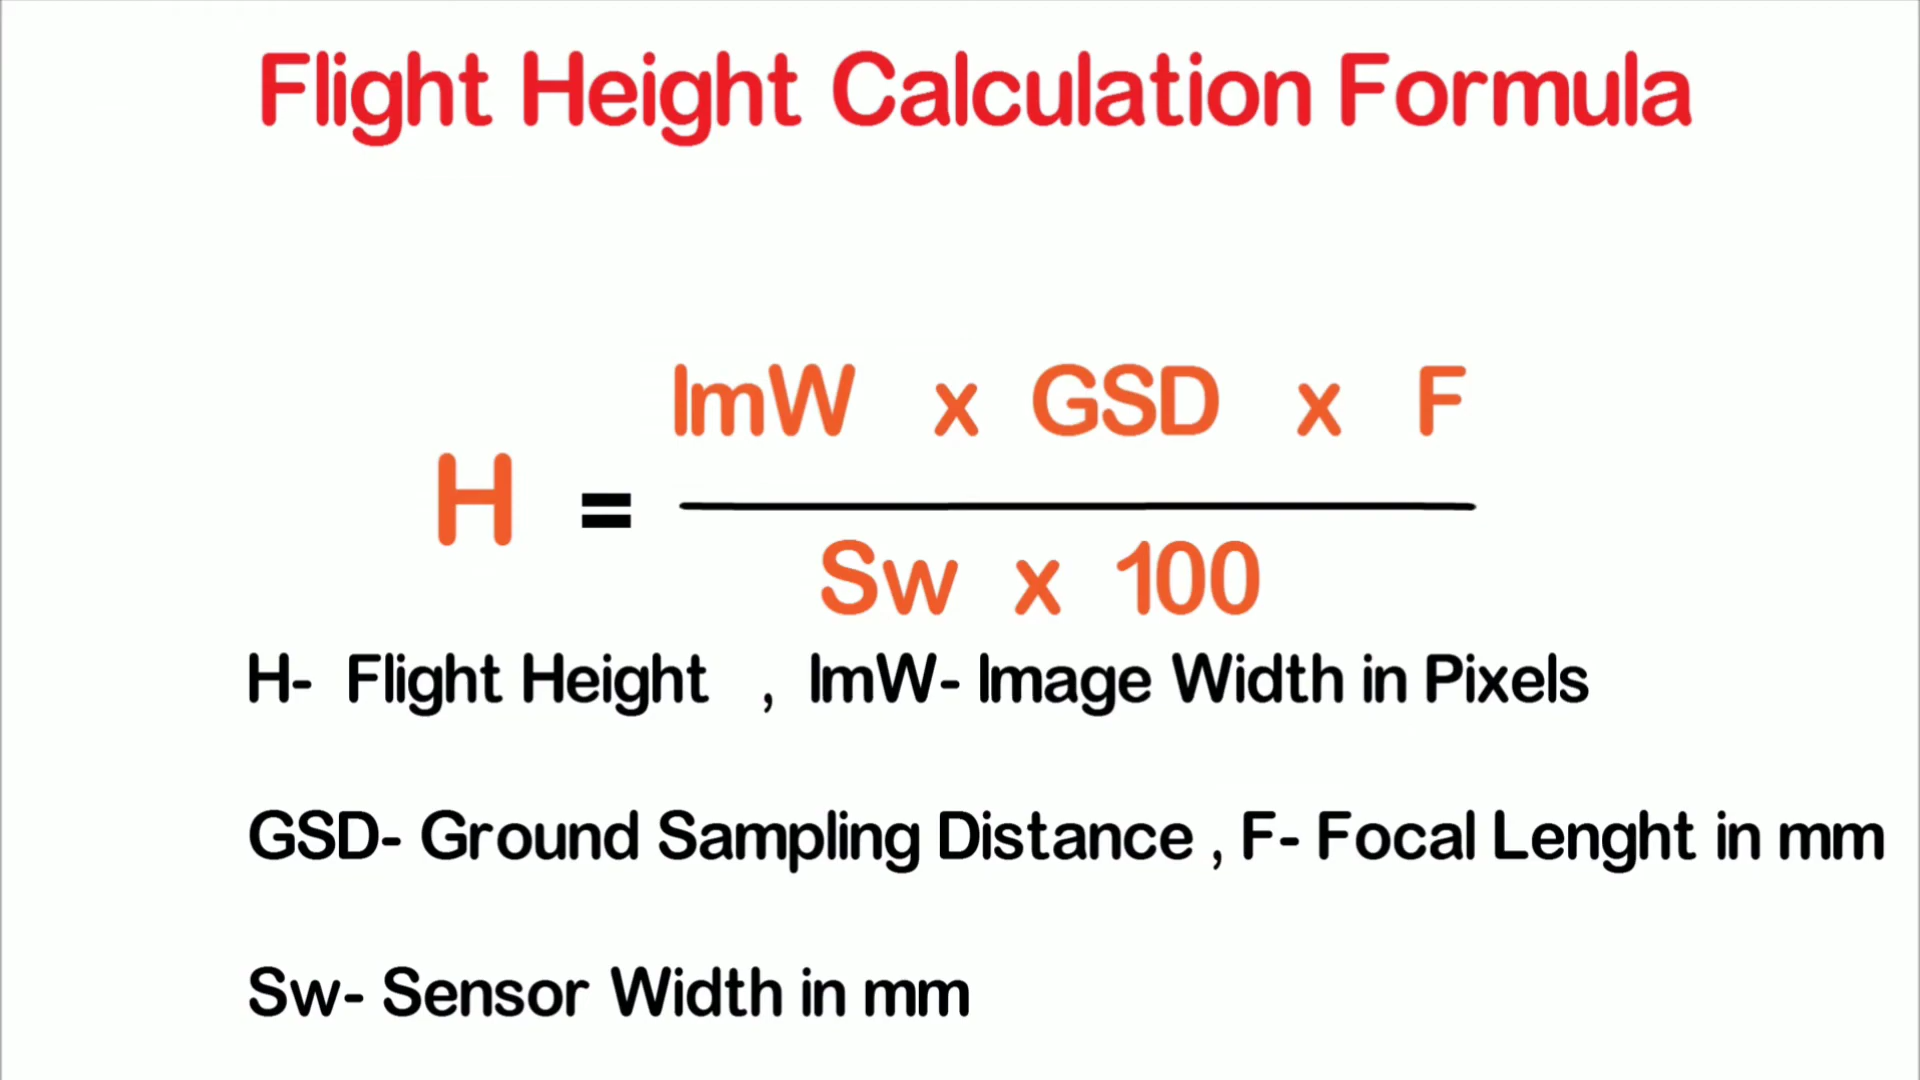 Flight Height Calculation Formula
ImW x GSD x F
H =
Sw x 100
H- Flight Height , ImW- Image Width in Pixels
GSD- Ground Sampling Distance , F- Focal Lenght in mm
Sw- Sensor Width in mm